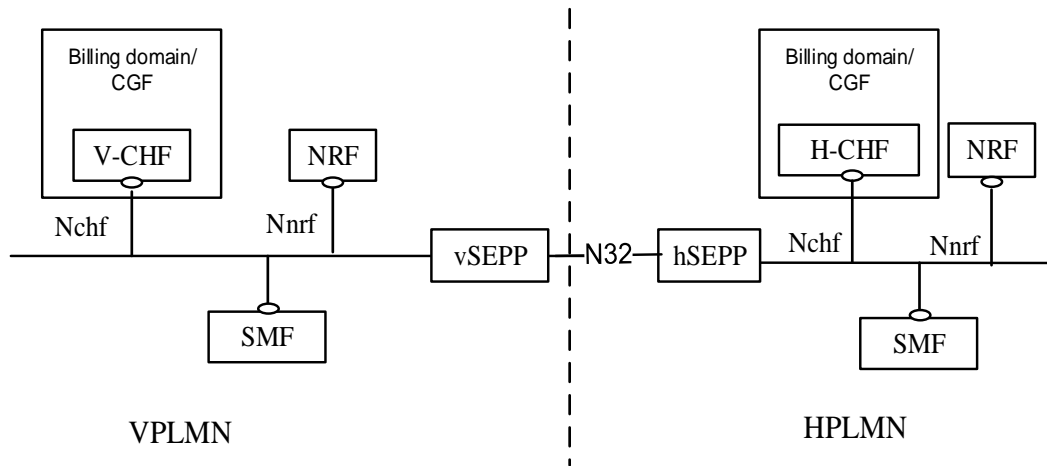 Billing domain/
CGF
V-CHF
NRF
Nchf
Nnrf
vSEPP
SMF
VPLMN
N32
Billing domain/
CGF
H-CHF
NRF
hSEPP
Nchf
Nnrf
SMF
HPLMN